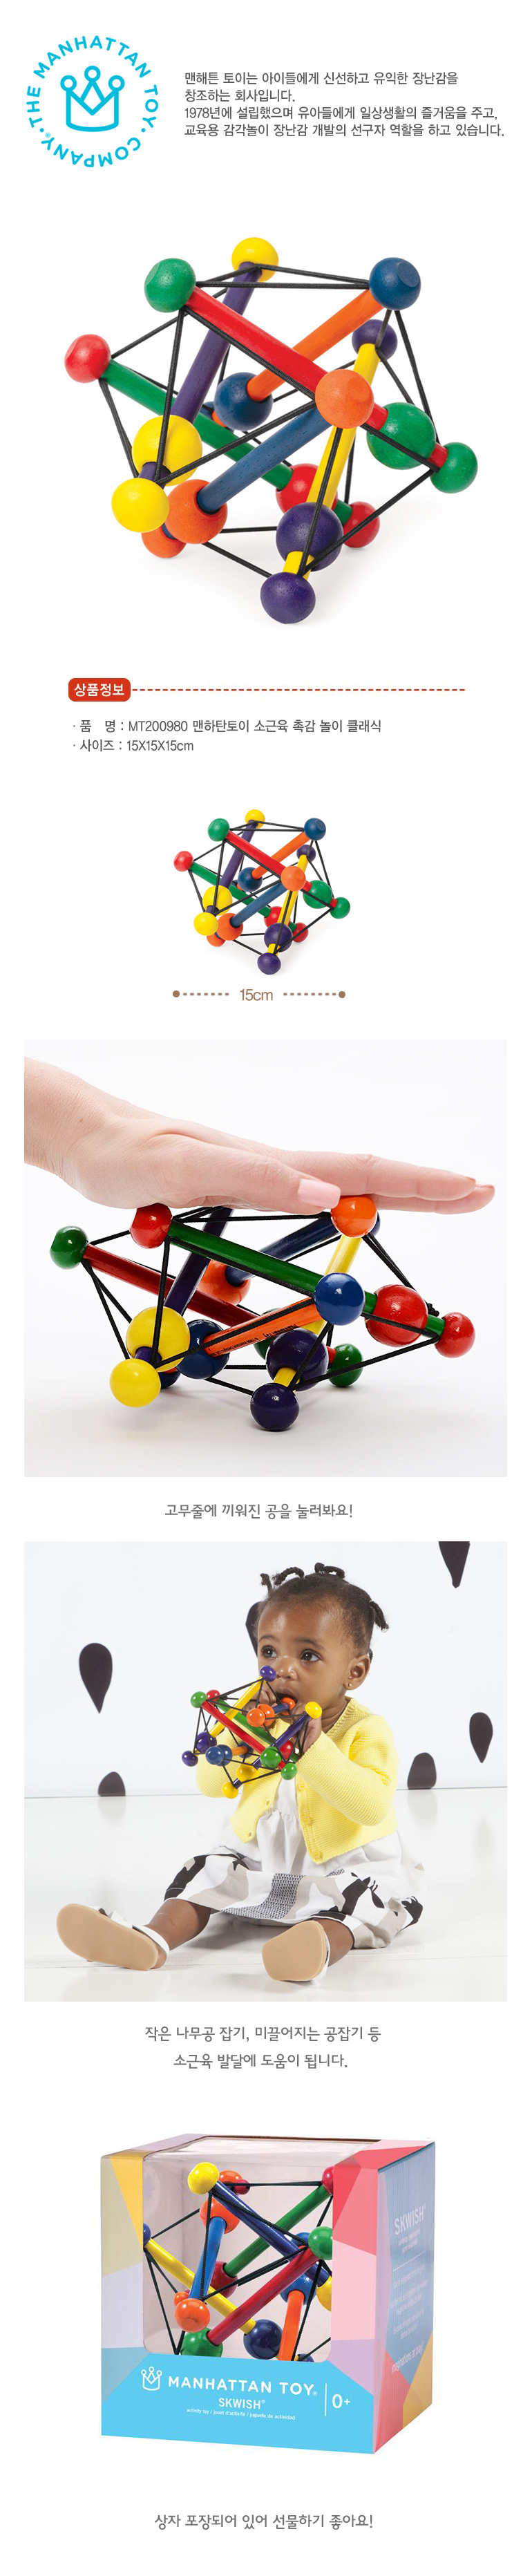 THE MANHATTAN TOY COMPANY
맨해튼 토이는 아이들에게 신선하고 유익한 장난감을
창조하는 회사입니다.
1978년에 설립했으며 유아들에게 일상생활의 즐거움을 주고,
교육용 감각놀이 장난감 개발의 선구자 역할을 하고 있습니다.
상품정보
· 품 명 : MT200980 맨하탄토이 소근육 촉감 놀이 클래식
· 사이즈 : 15X15X15cm
15cm
고무줄에 끼워진 공을 눌러봐요!
작은 나무공 잡기, 미끌어지는 공잡기 등
소근육 발달에 도움이 됩니다.
SKWISH®
MANHATTAN TOY®
SKWISH®
activity toy / jouet d'activité / juguete de actividad
0+
상자 포장되어 있어 선물하기 좋아요!